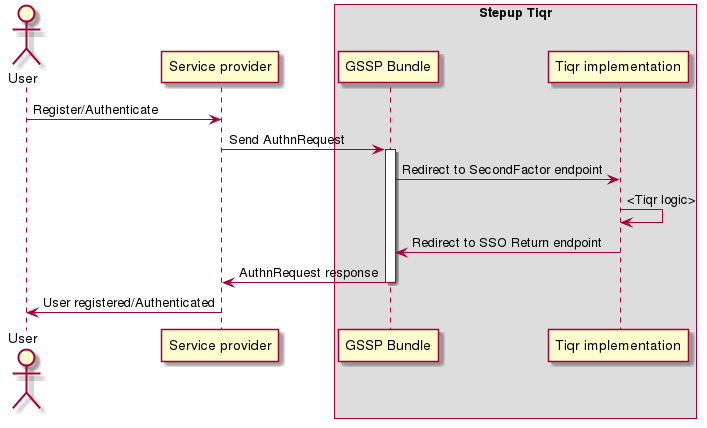 Stepup Tiqr
User
Service provider
GSSP Bundle
Tiqr implementation
Register/Authenticate
Send AuthnRequest
Redirect to SecondFactor endpoint
<Tiqr logic>
Redirect to SSO Return endpoint
AuthnRequest response
User registered/Authenticated
User
Service provider
GSSP Bundle
Tiqr implementation